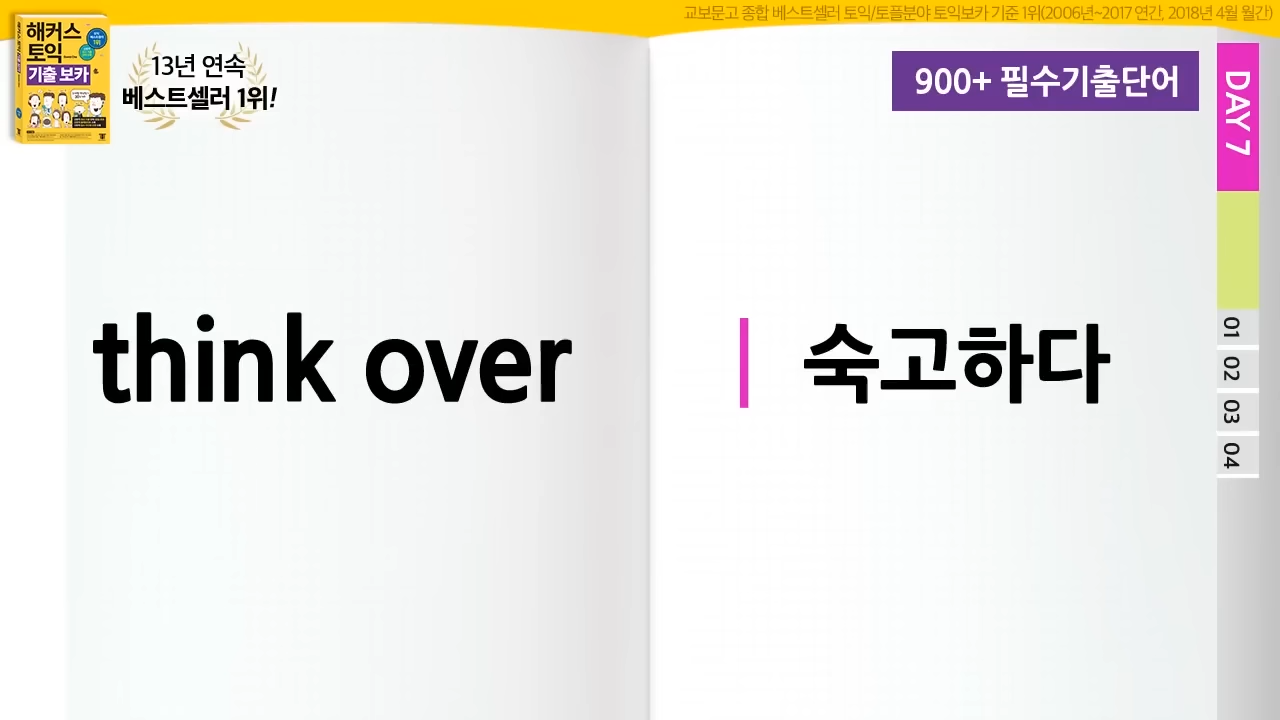 교보문고 종합 베스트셀러 토익/토플분야 토익보카 기준 1위(2006년~2017 연간, 2018년 4월 월간)
해커스
토익
기출 보카
13년 연속
베스트셀러 1위!
900+ 필수기출단어
DAY 7
think over
숙고하다
01
02
03
04